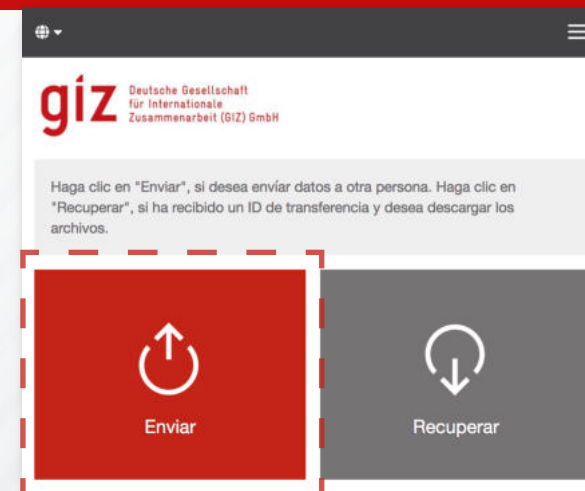 giz
Deutsche Gesellschaft
für Internationale
Zusammenarbeit (GIZ) GmbH
Haga clic en "Enviar", si desea envíar datos a otra persona. Haga clic en
"Recuperar", si ha recibido un ID de transferencia y desea descargar los
archivos.
Enviar
Recuperar